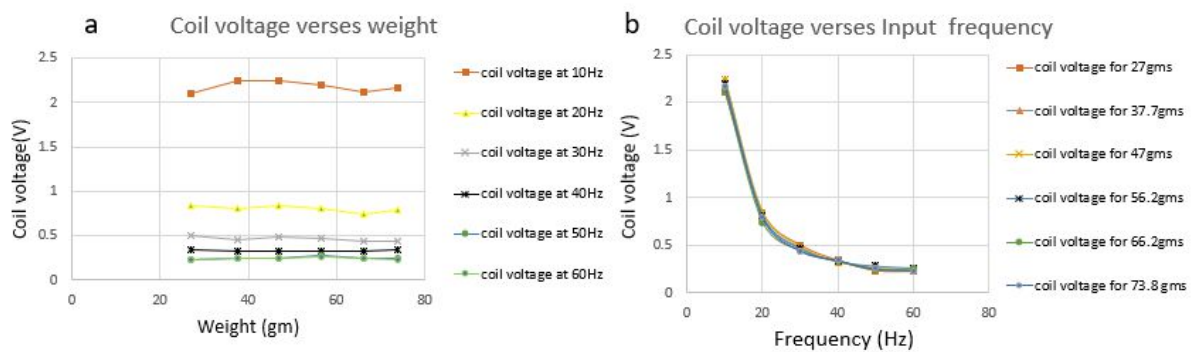 a
Coil voltage verses weight
Coil voltage(V)
2.5
2
1.5
1
0.5
0
0
20
40
60
80
Weight (gm)
coil voltage at 10Hz
coil voltage at 20Hz
coil voltage at 30Hz
coil voltage at 40Hz
coil voltage at 50Hz
coil voltage at 60Hz
b
Coil voltage verses Input frequency
Coil voltage (V)
2.5
2
1.5
1
0.5
0
0
20
40
60
80
Frequency (Hz)
coil voltage for 27gms
coil voltage for 37.7gms
coil voltage for 47gms
coil voltage for 56.2gms
coil voltage for 66.2gms
coil voltage for 73.8 gms